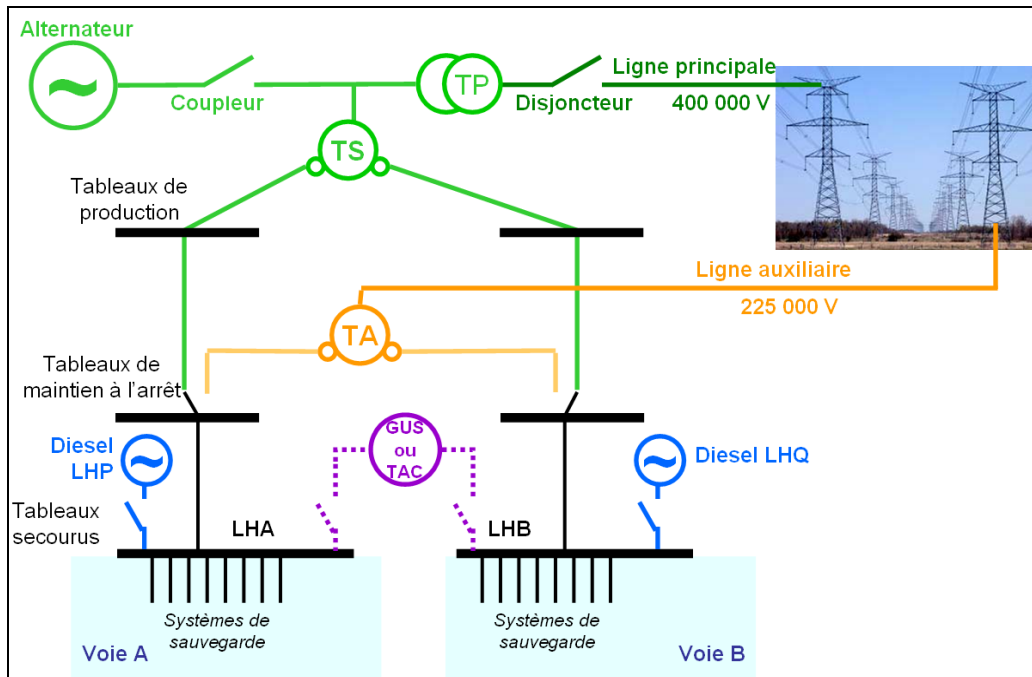 Alternateur
Coupleur
TP
Disjoncteur
Ligne principale
400 000 V
TS
Tableaux de
production
Ligne auxiliaire
225 000 V
TA
Tableaux de
maintien à l'arrêt
Diesel
LHP
GUS
ou
TAC
Diesel LHQ
Tableaux
secourus
LHA
LHB
Systèmes de
sauvegarde
Voie A
Systèmes de
sauvegarde
Voie B